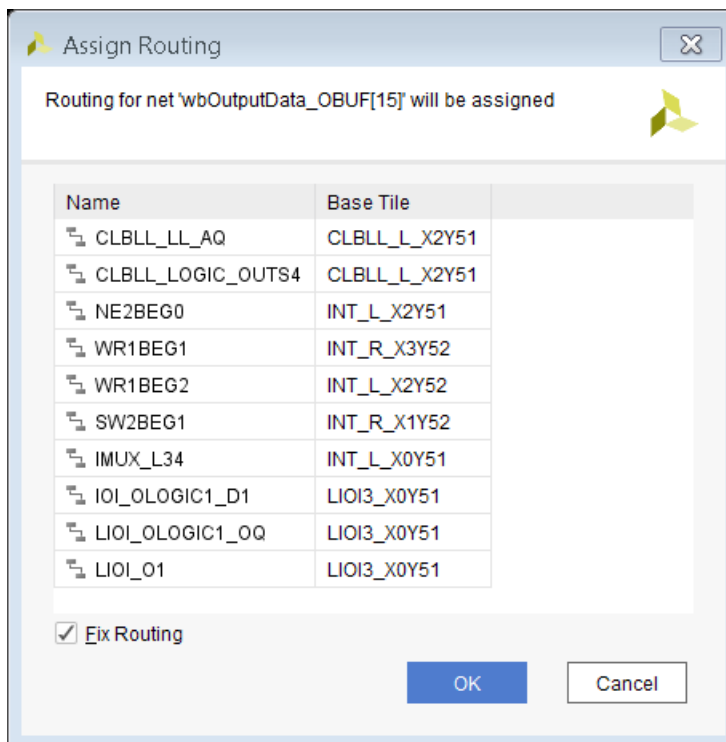 Assign Routing
Routing for net 'wbOutputData_OBUF[15]' will be assigned
Name Base Tile
CLBLL_LL_AQ CLBLL_L_X2Y51
CLBLL_LOGIC_OUTS4 CLBLL_L_X2Y51
NE2BEG0 INT_L_X2Y51
WR1BEG1 INT_R_X3Y52
WR1BEG2 INT_L_X2Y52
SW2BEG1 INT_R_X1Y52
IMUX_L34 INT_L_X0Y51
IOI_OLOGIC1_D1 LIOI3_X0Y51
LIOI_OLOGIC1_OQ LIOI3_X0Y51
LIOI_O1 LIOI3_X0Y51
Fix Routing
OK Cancel